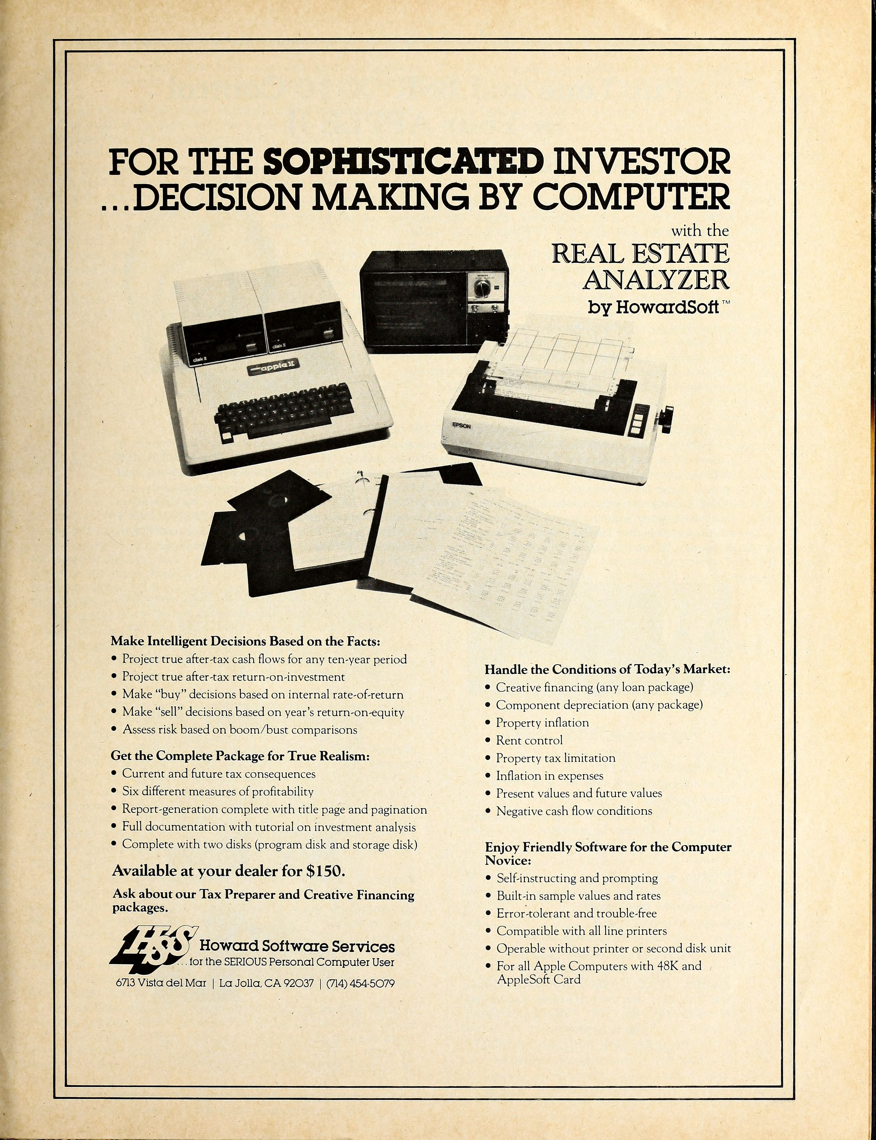 FOR THE SOPHISTICATED INVESTOR
...DECISION MAKING BY COMPUTER
with the
REAL ESTATE
ANALYZER
by HowardSoft™
disk II
disk II
apple II
EPSON
Make Intelligent Decisions Based on the Facts:
• Project true after-tax cash flows for any ten-year period
• Project true after-tax return-on-investment
• Make “buy” decisions based on internal rate-of-return
• Make “sell” decisions based on year’s return-on-equity
• Assess risk based on boom/bust comparisons
Get the Complete Package for True Realism:
• Current and future tax consequences
• Six different measures of profitability
• Report-generation complete with title page and pagination
• Full documentation with tutorial on investment analysis
• Complete with two disks (program disk and storage disk)
Available at your dealer for $150.
Ask about our Tax Preparer and Creative Financing
packages.
HSS
Howard Software Services
...for the SERIOUS Personal Computer User
6713 Vista del Mar | La Jolla, CA 92037 | (714) 454-5079
Handle the Conditions of Today’s Market:
• Creative financing (any loan package)
• Component depreciation (any package)
• Property inflation
• Rent control
• Property tax limitation
• Inflation in expenses
• Present values and future values
• Negative cash flow conditions
Enjoy Friendly Software for the Computer
Novice:
• Self-instructing and prompting
• Built-in sample values and rates
• Error-tolerant and trouble-free
• Compatible with all line printers
• Operable without printer or second disk unit
• For all Apple Computers with 48K and
AppleSoft Card